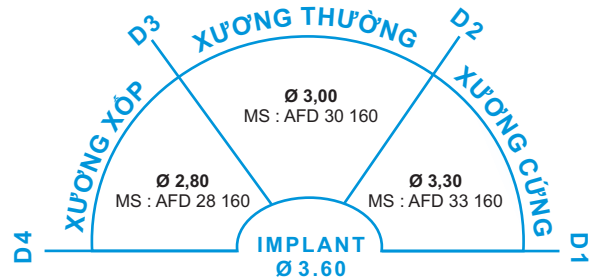 D3
XƯƠNG THƯỜNG
D2
XƯƠNG XỐP
XƯƠNG CỨNG
Ø 3,00
MS : AFD 30 160
Ø 2,80
MS : AFD 28 160
Ø 3,30
MS : AFD 33 160
D4
IMPLANT
Ø 3.60
D1